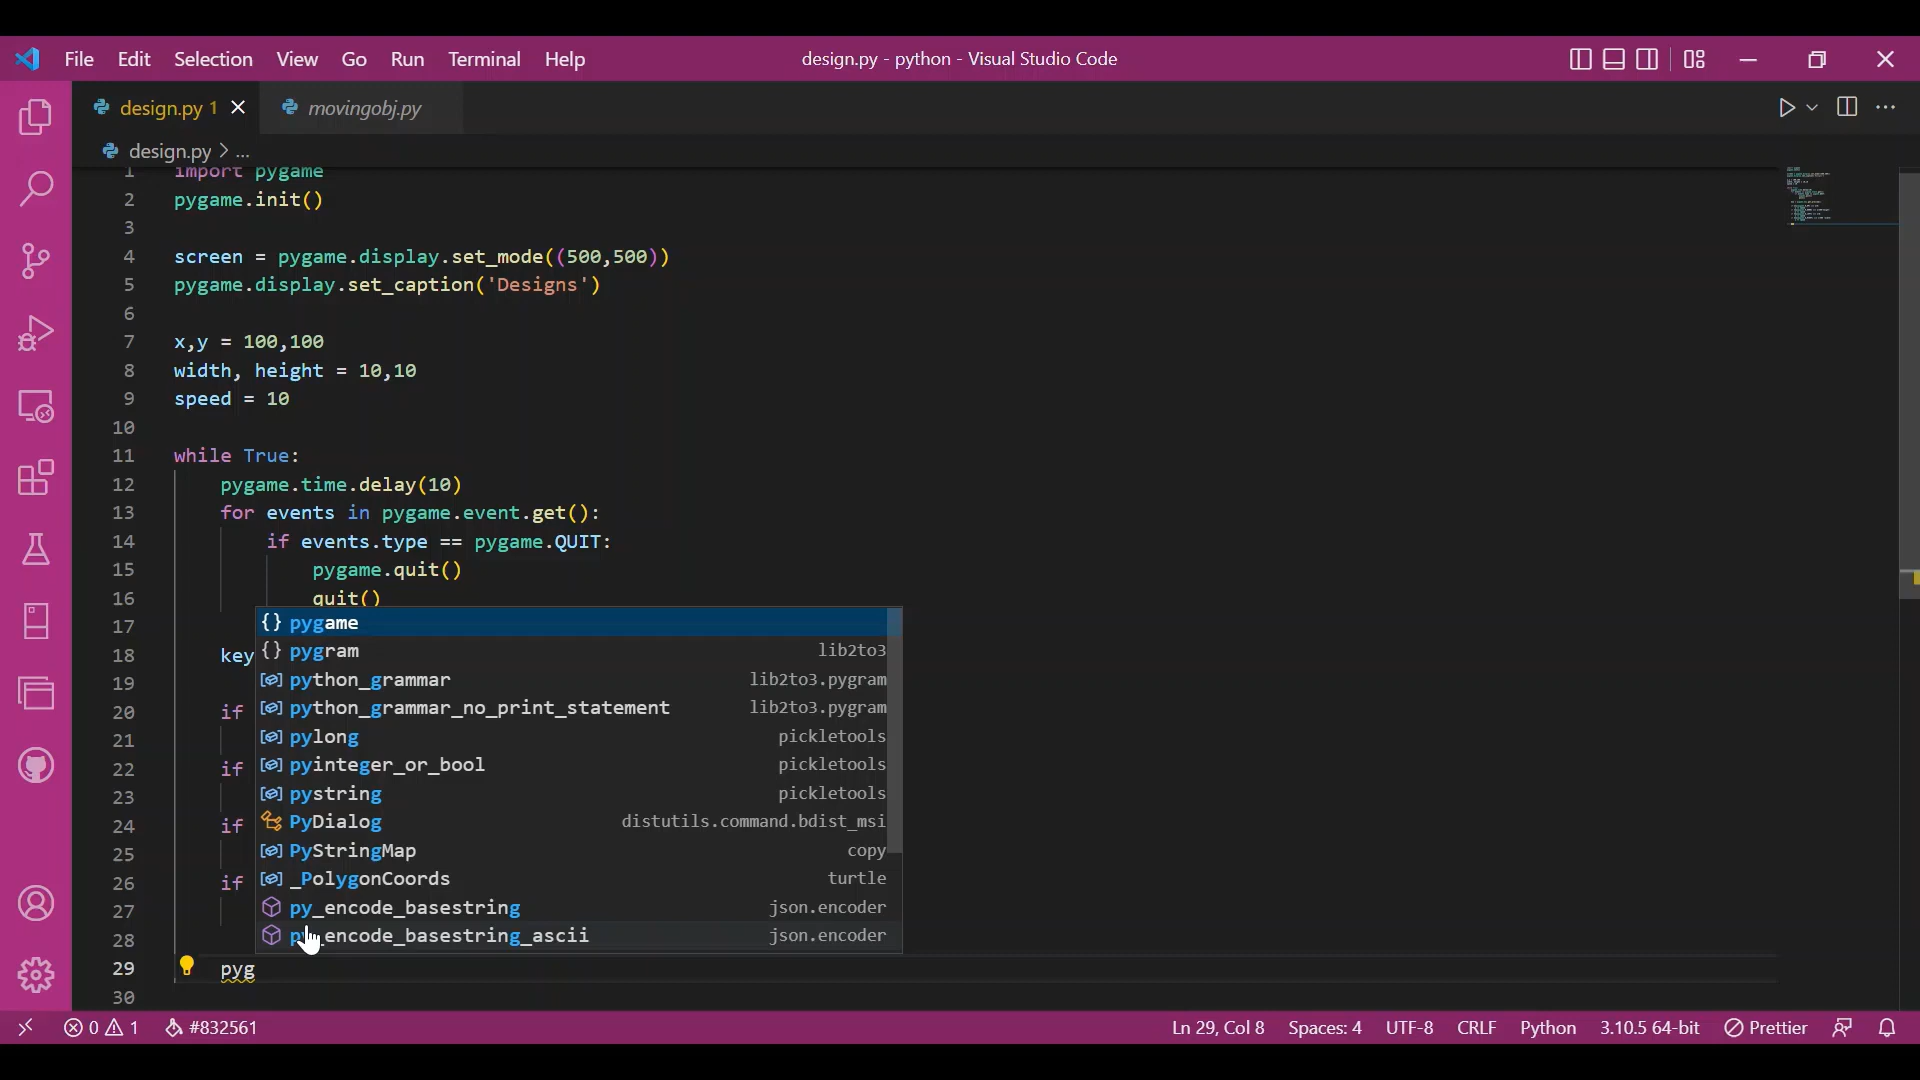 File Edit Selection View Go Run Terminal Help design.py - python - Visual Studio Code
design.py 1 movingobj.py
design.py > ...
1 import pygame
2 pygame.init()
3
4 screen = pygame.display.set_mode((500,500))
5 pygame.display.set_caption('Designs')
6
7 x,y = 100,100
8 width, height = 10,10
9 speed = 10
10
11 while True:
12 pygame.time.delay(10)
13 for events in pygame.event.get():
14 if events.type == pygame.QUIT:
15 pygame.quit()
16 quit()
17 {} pygame
18 key {} pygram lib2to3
19 python_grammar lib2to3.pygram
20 if python_grammar_no_print_statement lib2to3.pygram
21 pylong pickletools
22 if pyinteger_or_bool pickletools
23 pystring pickletools
24 if PyDialog distutils.command.bdist_msi
25 PyStringMap copy
26 if _PolygonCoords turtle
27 py_encode_basestring json.encoder
28 py_encode_basestring_ascii json.encoder
29 pyg
30
0 1 #832561 Ln 29, Col 8 Spaces: 4 UTF-8 CRLF Python 3.10.5 64-bit Prettier